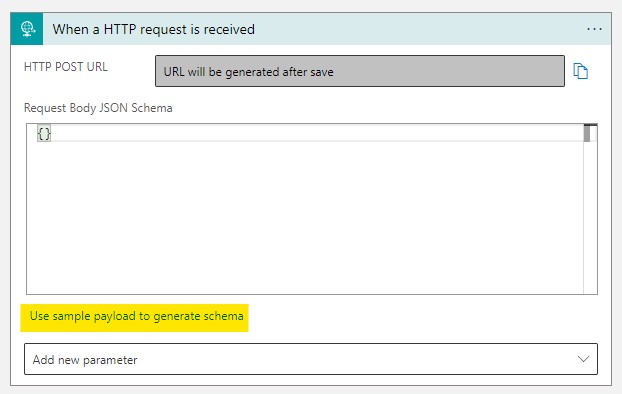 When a HTTP request is received
...
HTTP POST URL
URL will be generated after save
Request Body JSON Schema
{}
Use sample payload to generate schema
Add new parameter